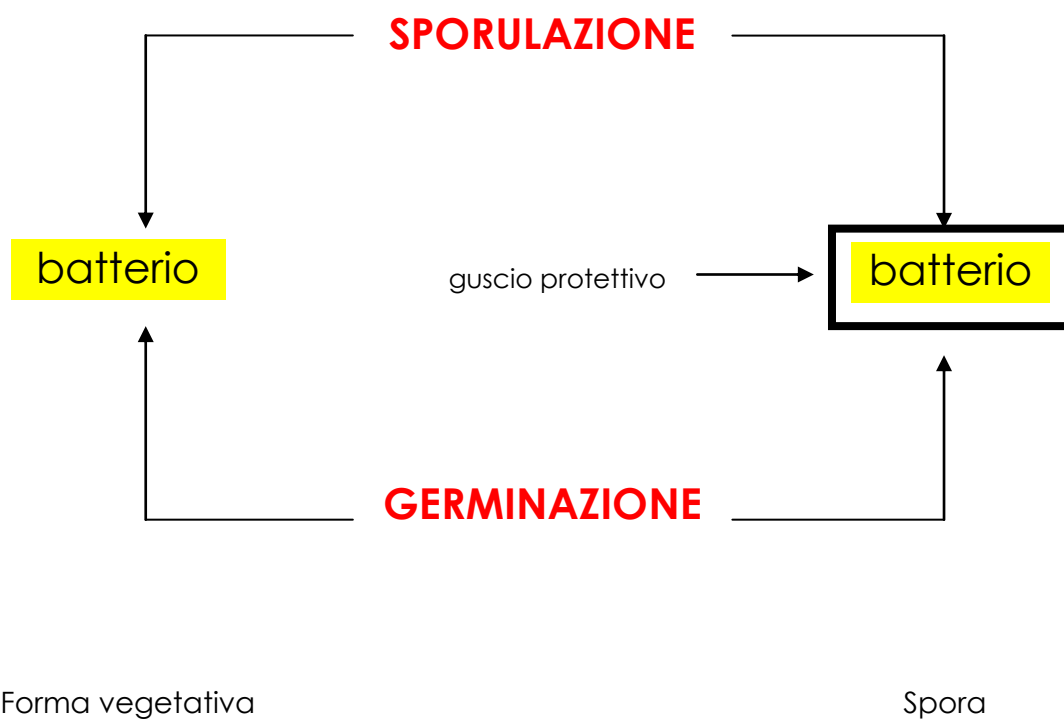 SPORULAZIONE
batterio
guscio protettivo
batterio
GERMINAZIONE
Forma vegetativa
Spora